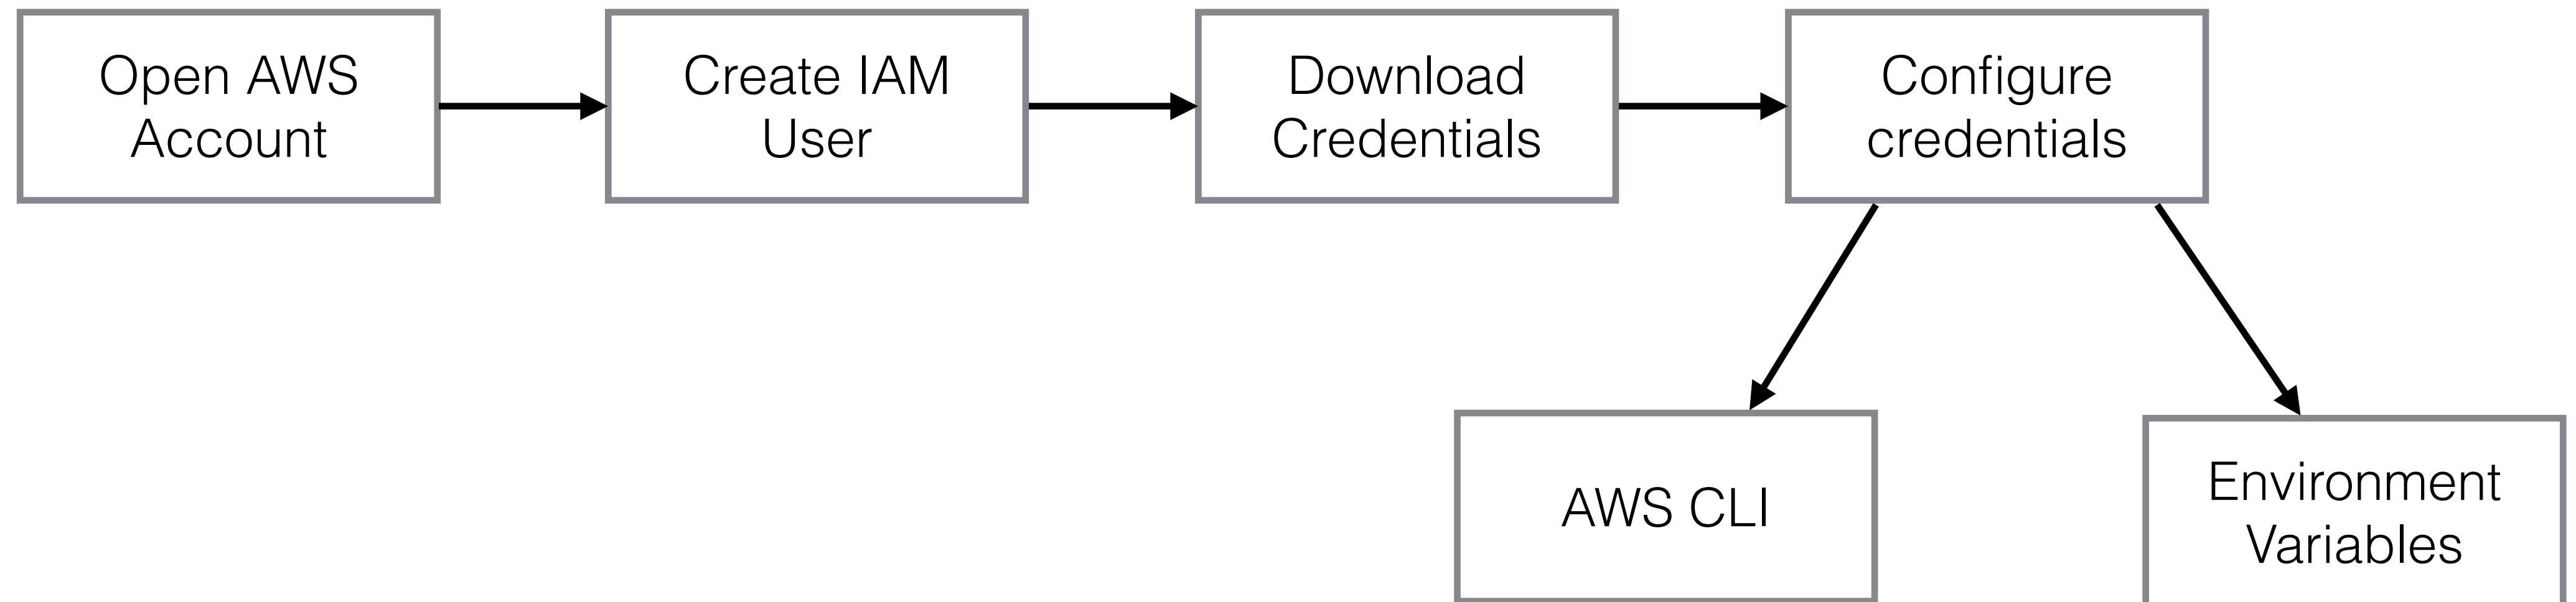 Open AWS
Account
Create IAM
User
Download
Credentials
Configure
credentials
AWS CLI
Environment
Variables